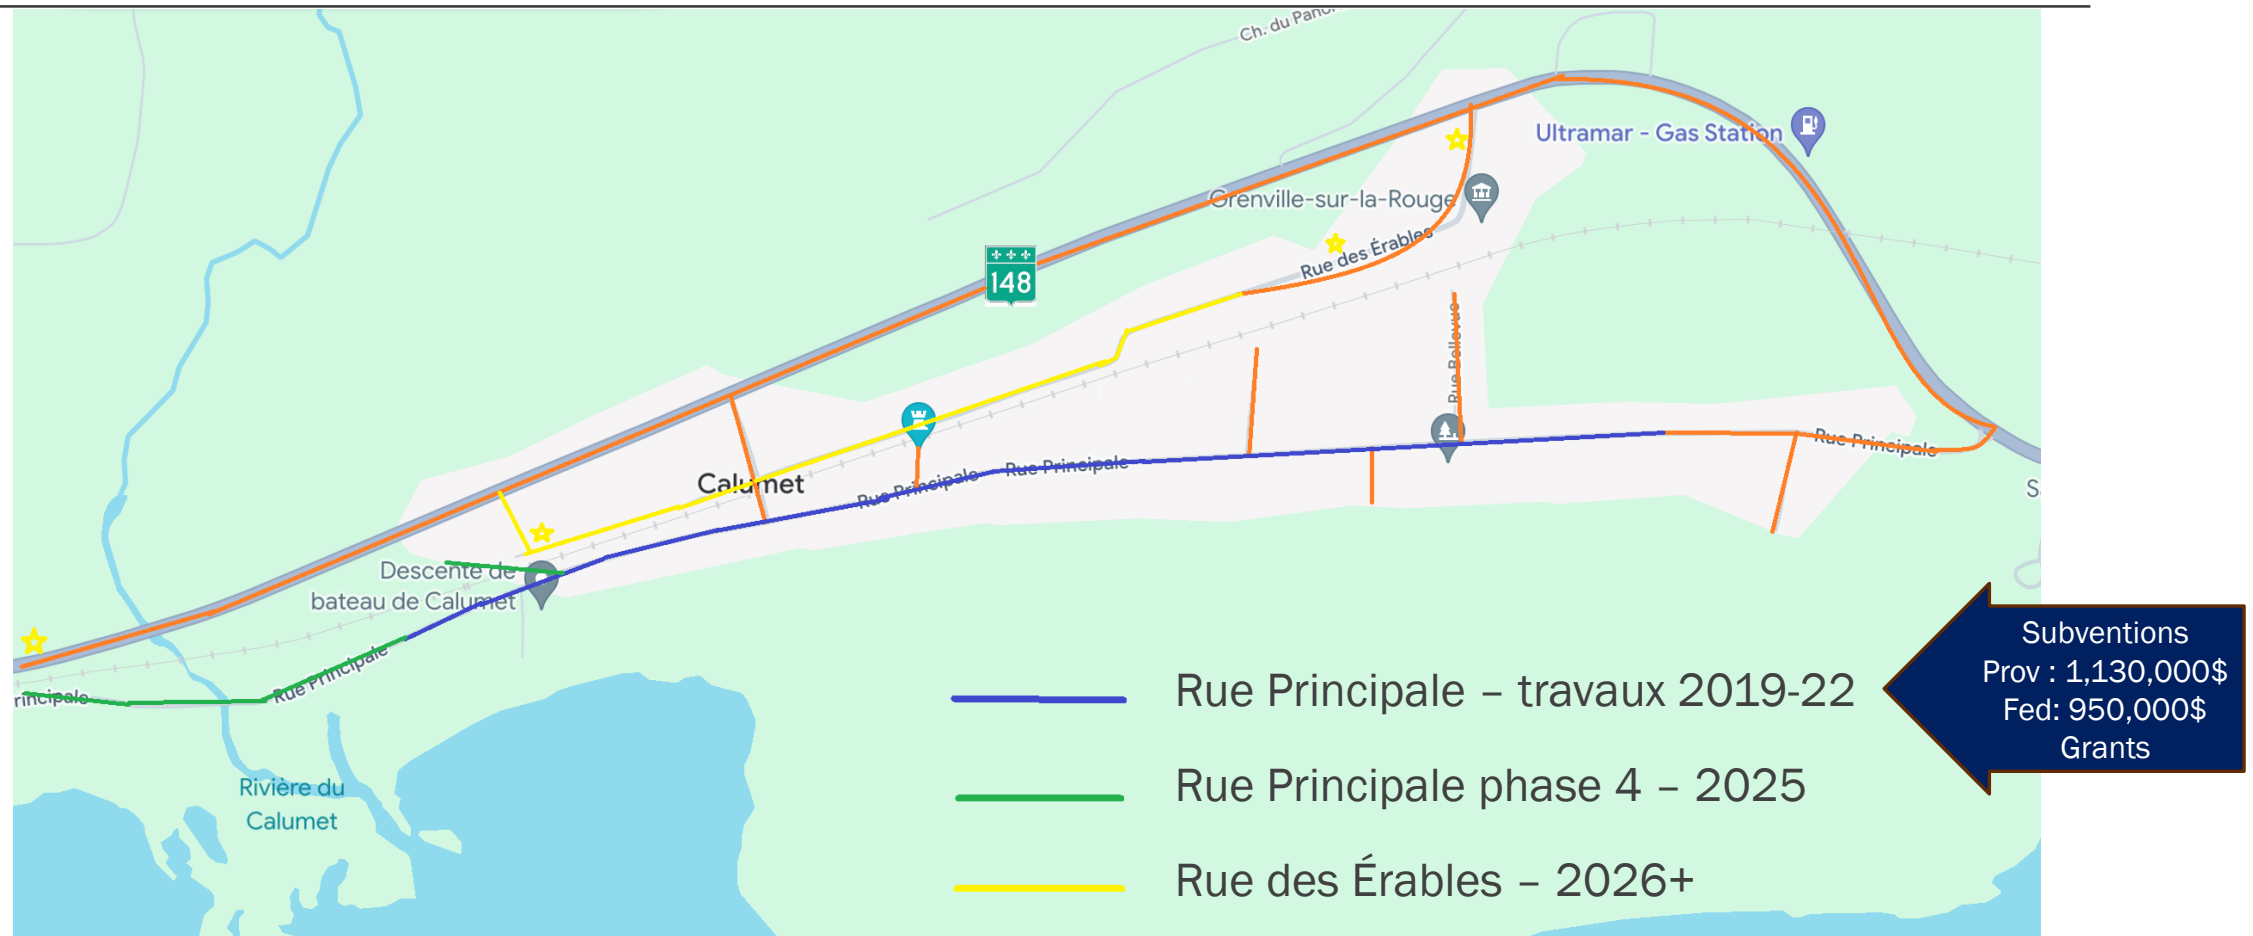 Ch. du Pano
Ultramar - Gas Station
Grenville-sur-la-Rouge
Rue des Érables
148
Rue Bellevue
Rue Principale
Calumet
Rue Principale
Rue Principale
S
Descente de
bateau de Calumet
Rue Principale
rincipale
Rivière du
Calumet
Rue Principale – travaux 2019-22
Rue Principale phase 4 – 2025
Rue des Érables – 2026+
Subventions
Prov : 1,130,000$
Fed: 950,000$
Grants